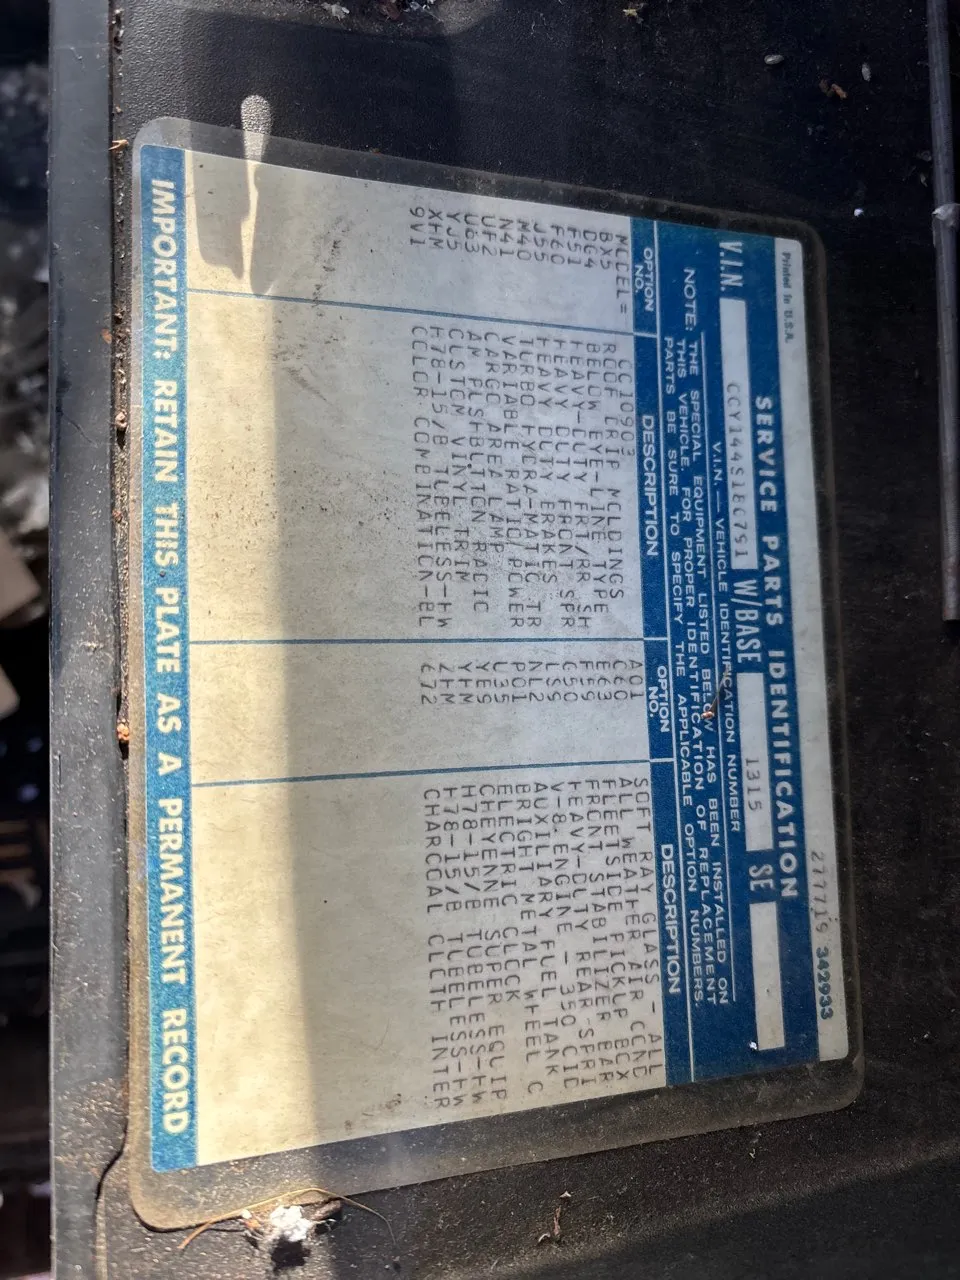 Printed in U.S.A. 277719 342933
SERVICE PARTS IDENTIFICATION
V.I.N. CCY144S180791 W/BASE 1315 SE
V.I.N. — VEHICLE IDENTIFICATION NUMBER
NOTE: THE SPECIAL EQUIPMENT LISTED BELOW HAS BEEN INSTALLED ON
THIS VEHICLE. FOR PROPER IDENTIFICATION OF REPLACEMENT
PARTS BE SURE TO SPECIFY THE APPLICABLE OPTION NUMBERS.
OPTION NO. DESCRIPTION OPTION NO. DESCRIPTION
MODEL= CC10903 A01 SOFT RAY GLASS - ALL
BX5 ROOF DRIP MOLDINGS C60 ALL WEATHER AIR COND
DG4 BELOW EYE-LINE TYPE E63 FLEETSIDE PICKUP BOX
F51 HEAVY-DUTY FRT/RR SH F59 FRONT STABILIZER BAR
F60 HEAVY DUTY FRONT SPR G50 HEAVY-DUTY REAR SPRI
J55 HEAVY DUTY BRAKES LS9 V-8 ENGINE - 350 CID
M40 TURBO HYDRA-MATIC TR NL2 AUXILIARY FUEL TANK
N41 VARIABLE RATIO POWER P01 BRIGHT METAL WHEEL C
UF2 CARGO AREA LAMP U35 ELECTRIC CLOCK
U63 AM PUSHBUTTON RADIO YE9 CHEYENNE SUPER EQUIP
YJ5 CUSTOM VINYL TRIM YHM H78-15/B TUBELESS-HW
XHM H78-15/B TUBELESS-HW ZHM H78-15/B TUBELESS-HW
9V1 COLOR COMBINATION-BL 67Z CHARCOAL CLOTH INTER
IMPORTANT: RETAIN THIS PLATE AS A PERMANENT RECORD